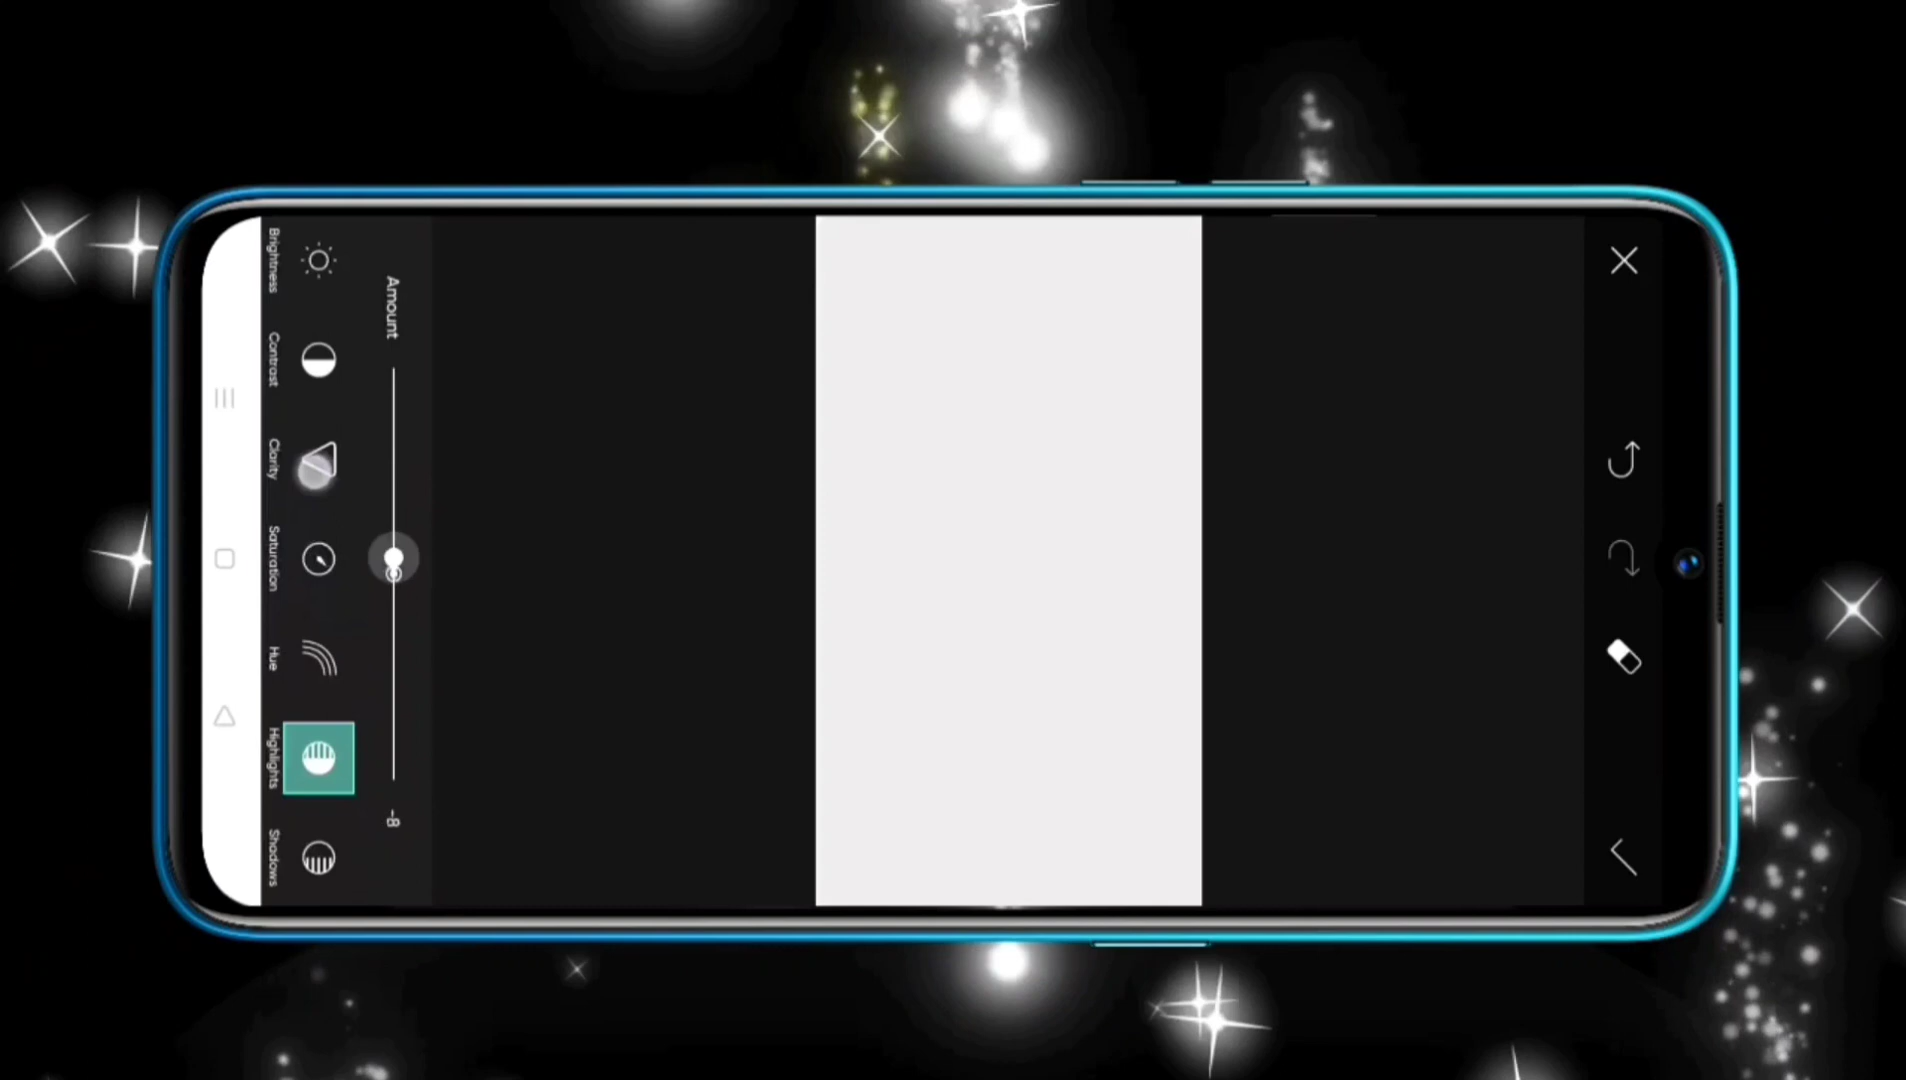 Amount
-8
Brightness
Contrast
Clarity
Saturation
Hue
Highlights
Shadows